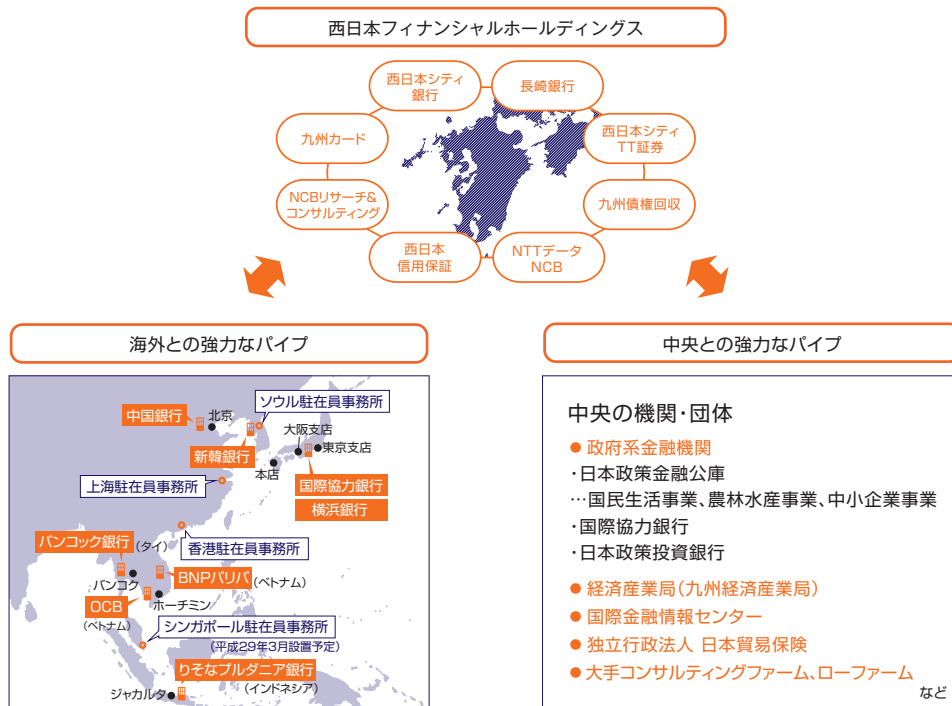 西日本フィナンシャルホールディングス
西日本シティ
銀行
長崎銀行
九州カード
西日本シティ
TT証券
NCBリサーチ&
コンサルティング
九州債権回収
西日本
信用保証
NTTデータ
NCB
海外との強力なパイプ
中国銀行
北京
ソウル駐在員事務所
大阪支店
東京支店
新韓銀行
本店
上海駐在員事務所
国際協力銀行
横浜銀行
香港駐在員事務所
バンコック銀行
(タイ)
バンコク
BNPパリバ
(ベトナム)
OCB
(ベトナム)
ホーチミン
シンガポール駐在員事務所
(平成29年3月設置予定)
りそなプルダニア銀行
(インドネシア)
ジャカルタ
中央との強力なパイプ
中央の機関・団体
● 政府系金融機関
・日本政策金融公庫
…国民生活事業、農林水産事業、中小企業事業
・国際協力銀行
・日本政策投資銀行
● 経済産業局(九州経済産業局)
● 国際金融情報センター
● 独立行政法人 日本貿易保険
● 大手コンサルティングファーム、ローファーム
など